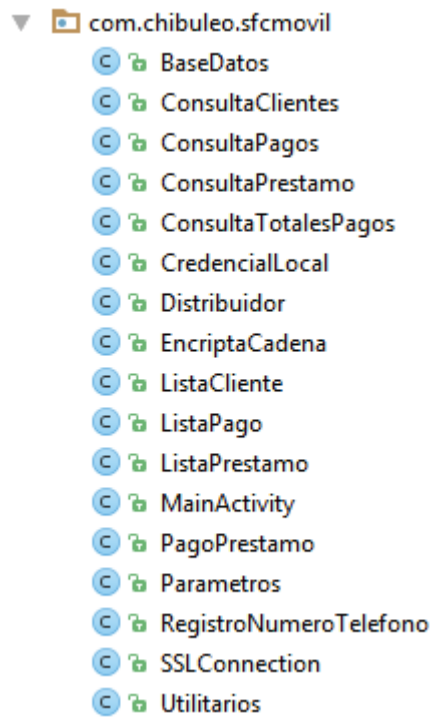 com.chibuleo.sfcmovil
BaseDatos
ConsultaClientes
ConsultaPagos
ConsultaPrestamo
ConsultaTotalesPagos
CredencialLocal
Distribuidor
EncriptaCadena
ListaCliente
ListaPago
ListaPrestamo
MainActivity
PagoPrestamo
Parametros
RegistroNumeroTelefono
SSLConnection
Utilitarios